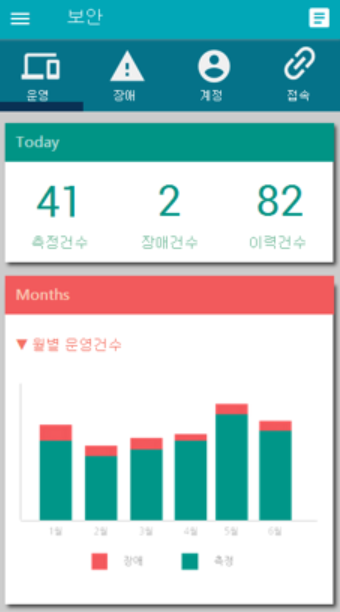 보안
운영 장애 계정 접속
Today
41 2 82
측정건수 장애건수 이력건수
Months
▼ 월별 운영건수
1월 2월 3월 4월 5월 6월
장애 측정